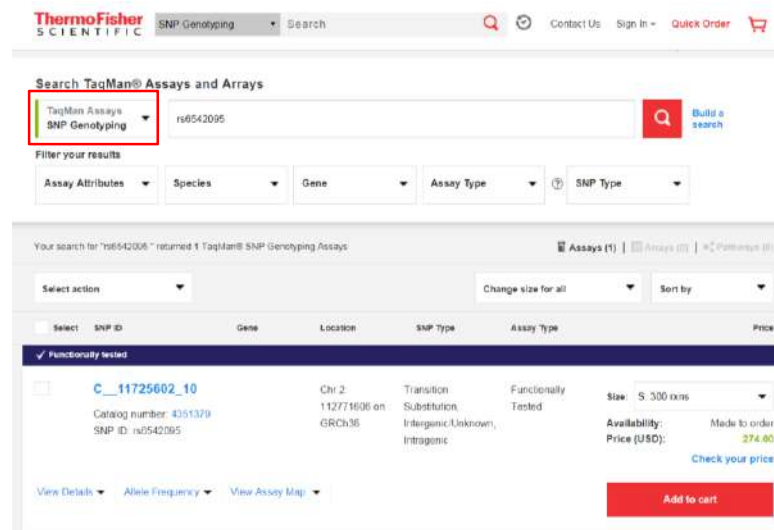 ThermoFisher
SCIENTIFIC
SNP Genotyping
Search
Contact Us
Sign In
Quick Order
Search TaqMan® Assays and Arrays
TaqMan Assays
SNP Genotyping
rs6542095
Build a
search
Filter your results
Assay Attributes
Species
Gene
Assay Type
SNP Type
Your search for "rs6542095 " returned 1 TaqMan® SNP Genotyping Assays
Assays (1) | Arrays (0) | Pathways (0)
Select action
Change size for all
Sort by
Select
SNP ID
Gene
Location
SNP Type
Assay Type
Price
Functionally tested
C__11725602_10
Catalog number: 4351379
SNP ID: rs6542095
Chr.2:
112771606 on
GRCh38
Transition
Substitution,
Intergenic/Unknown,
Intragenic
Functionally
Tested
Size: S: 300 rxns
Availability: Made to order
Price (USD): 274.00
Check your price
View Details
Allele Frequency
View Assay Map
Add to cart